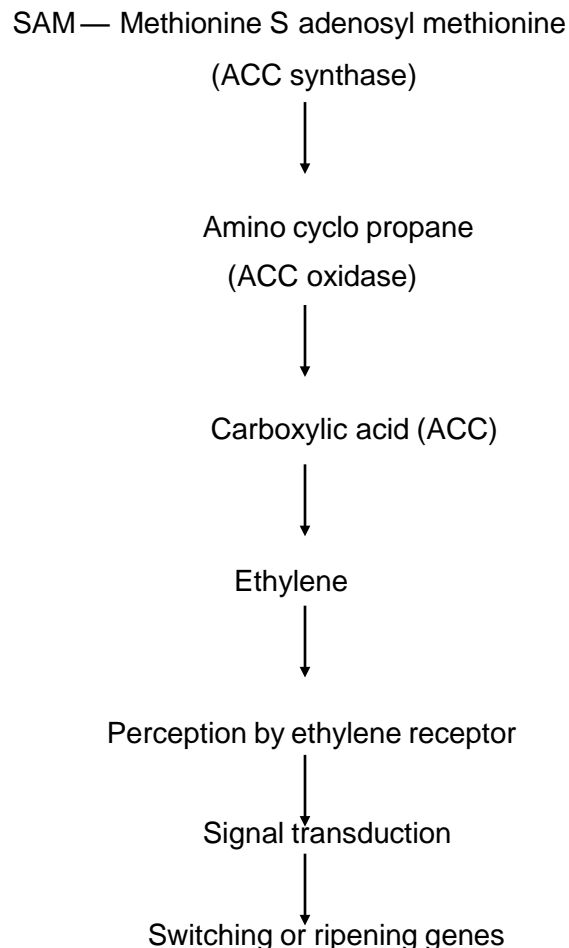 SAM — Methionine S adenosyl methionine
(ACC synthase)
Amino cyclo propane
(ACC oxidase)
Carboxylic acid (ACC)
Ethylene
Perception by ethylene receptor
Signal transduction
Switching or ripening genes